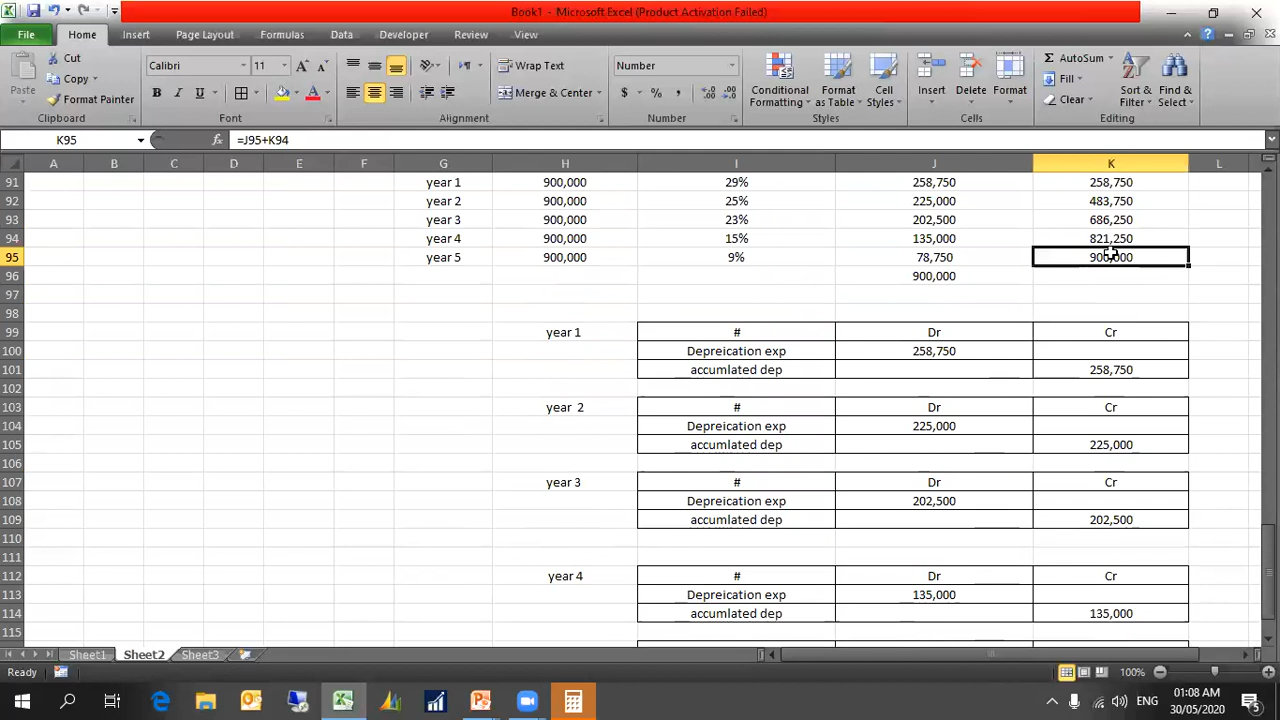 Book1 - Microsoft Excel (Product Activation Failed)
File Home Insert Page Layout Formulas Data Developer Review View
Paste
Cut
Copy
Format Painter
Clipboard
Calibri 11
B I U
Font
Wrap Text
Merge & Center
Alignment
Number
$ % ,
Number
Conditional Formatting
Format as Table
Cell Styles
Styles
Insert Delete Format
Cells
AutoSum
Fill
Clear
Sort & Filter
Find & Select
Editing
K95 fx =J95+K94
A B C D E F G H I J K L
91 year 1 900,000 29% 258,750 258,750
92 year 2 900,000 25% 225,000 483,750
93 year 3 900,000 23% 202,500 686,250
94 year 4 900,000 15% 135,000 821,250
95 year 5 900,000 9% 78,750 900,000
96 900,000
97
98
99 year 1 # Dr Cr
100 Depreication exp 258,750
101 accumlated dep 258,750
102
103 year 2 # Dr Cr
104 Depreication exp 225,000
105 accumlated dep 225,000
106
107 year 3 # Dr Cr
108 Depreication exp 202,500
109 accumlated dep 202,500
110
111
112 year 4 # Dr Cr
113 Depreication exp 135,000
114 accumlated dep 135,000
115
Sheet1 Sheet2 Sheet3
Ready 100%
ENG 01:08 AM
30/05/2020 5